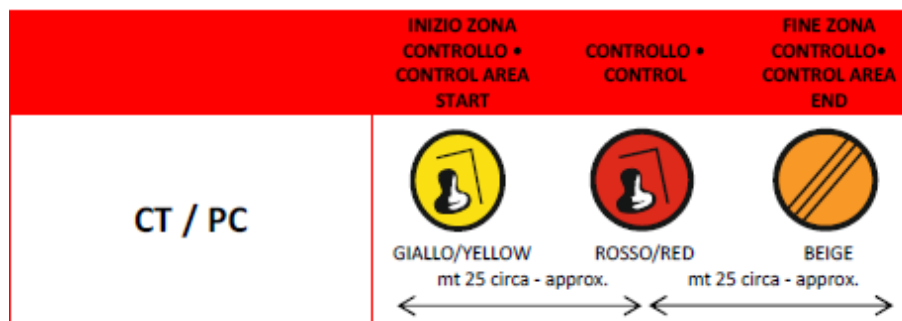 INIZIO ZONA
CONTROLLO •
CONTROL AREA
START
CONTROLLO •
CONTROL
FINE ZONA
CONTROLLO•
CONTROL AREA
END
CT / PC
GIALLO/YELLOW
ROSSO/RED
BEIGE
mt 25 circa - approx.
mt 25 circa - approx.